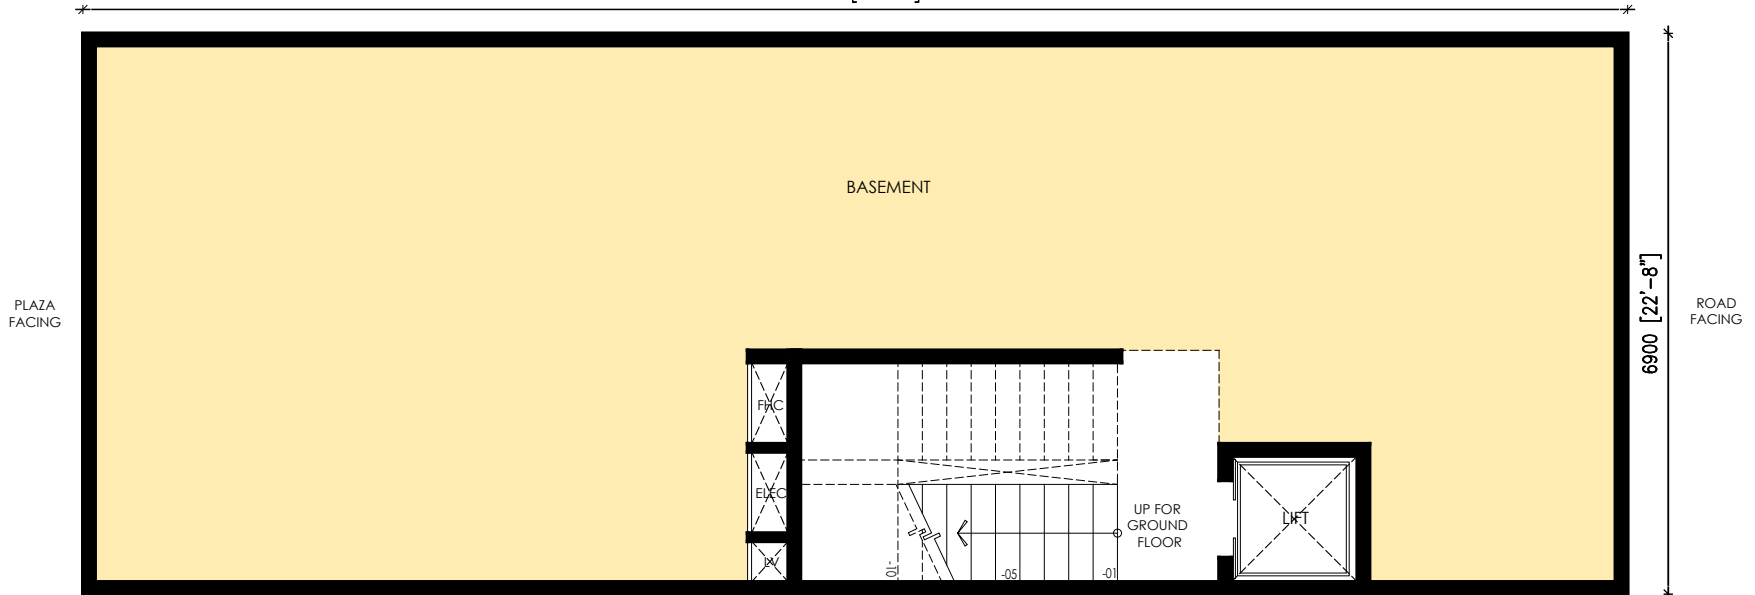 BASEMENT
PLAZA
FACING
6900 [22'-8"]
ROAD
FACING
FHC
ELEC
LV
UP FOR
GROUND
FLOOR
LIFT
-10
-05
-01